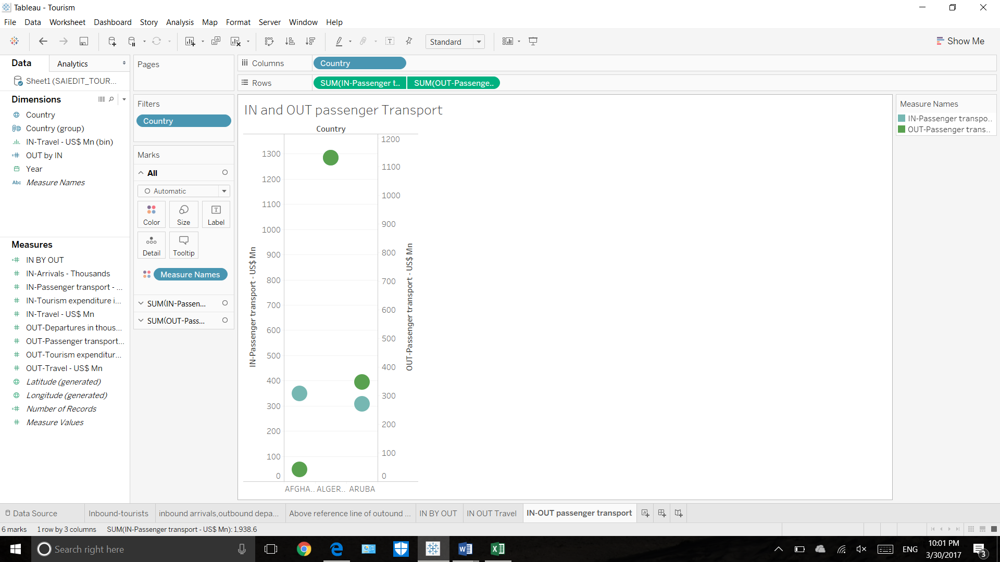 Tableau - Tourism
File Data Worksheet Dashboard Story Analysis Map Format Server Window Help
Standard
Show Me
Data
Analytics
Sheet1 (SAIEDIT_TOUR...
Dimensions
Country
Country (group)
IN-Travel - US$ Mn (bin)
OUT by IN
Year
Abc Measure Names
Measures
IN BY OUT
IN-Arrivals - Thousands
IN-Passenger transport - ...
IN-Tourism expenditure i...
IN-Travel - US$ Mn
OUT-Departures in thous...
OUT-Passenger transport...
OUT-Tourism expenditur...
OUT-Travel - US$ Mn
Latitude (generated)
Longitude (generated)
Number of Records
Measure Values
Pages
Filters
Country
Marks
All
Automatic
Color
Size
Label
Detail
Tooltip
Measure Names
SUM(IN-Passen...
SUM(OUT-Pass...
Columns
Country
Rows
SUM(IN-Passenger t..
SUM(OUT-Passenge..
IN and OUT passenger Transport
Country
IN-Passenger transport - US$ Mn
1300
1200
1100
1000
900
800
700
600
500
400
300
200
100
0
1200
1100
1000
900
800
700
600
500
400
300
200
100
0
OUT-Passenger transport - US$ Mn
AFGHA.. ALGER.. ARUBA
Measure Names
IN-Passenger transpo..
OUT-Passenger trans..
Data Source
Inbound-tourists
inbound arrivals,outbound depa...
Above reference line of outound ...
IN BY OUT
IN OUT Travel
IN-OUT passenger transport
6 marks 1 row by 3 columns SUM(IN-Passenger transport - US$ Mn): 1,938.6
Search right here
ENG
10:01 PM
3/30/2017
3